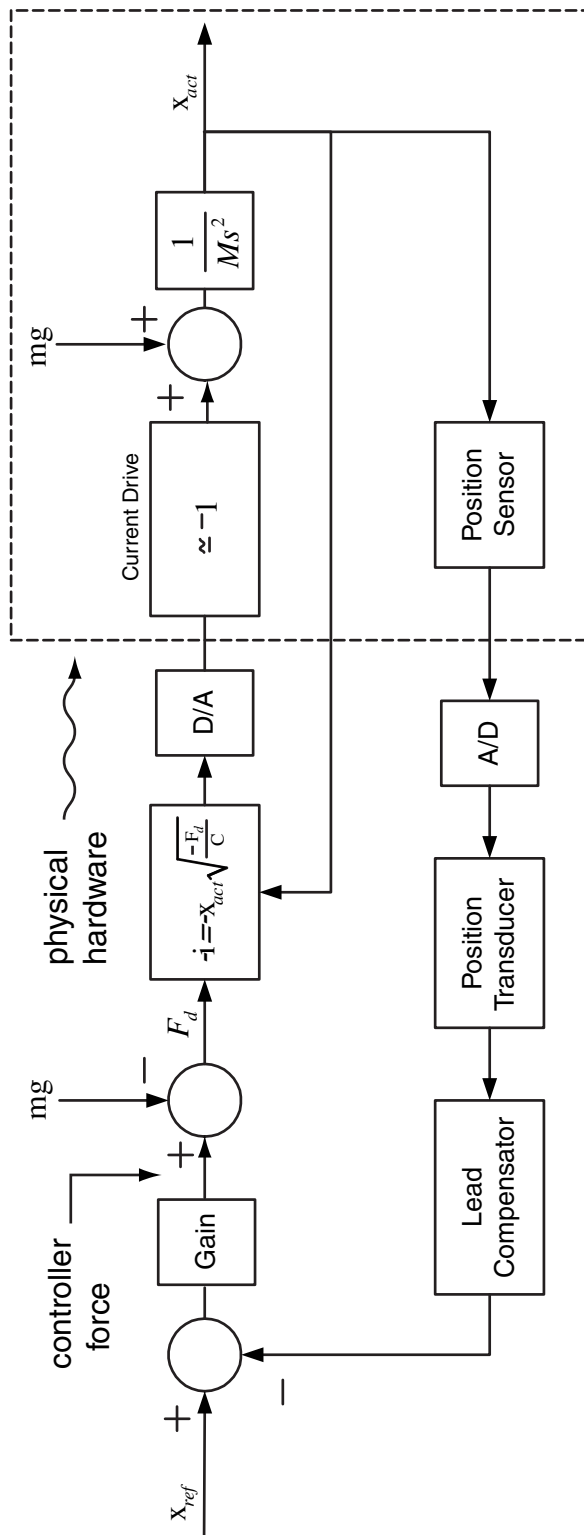 x_ref
+
−
controller
force
Gain
+
mg
−
F_d
physical
hardware
-i=-x_act√(-F_d/C)
D/A
Current Drive
≃ −1
+
mg
+
1/Ms²
x_act
Lead
Compensator
Position
Transducer
A/D
Position
Sensor